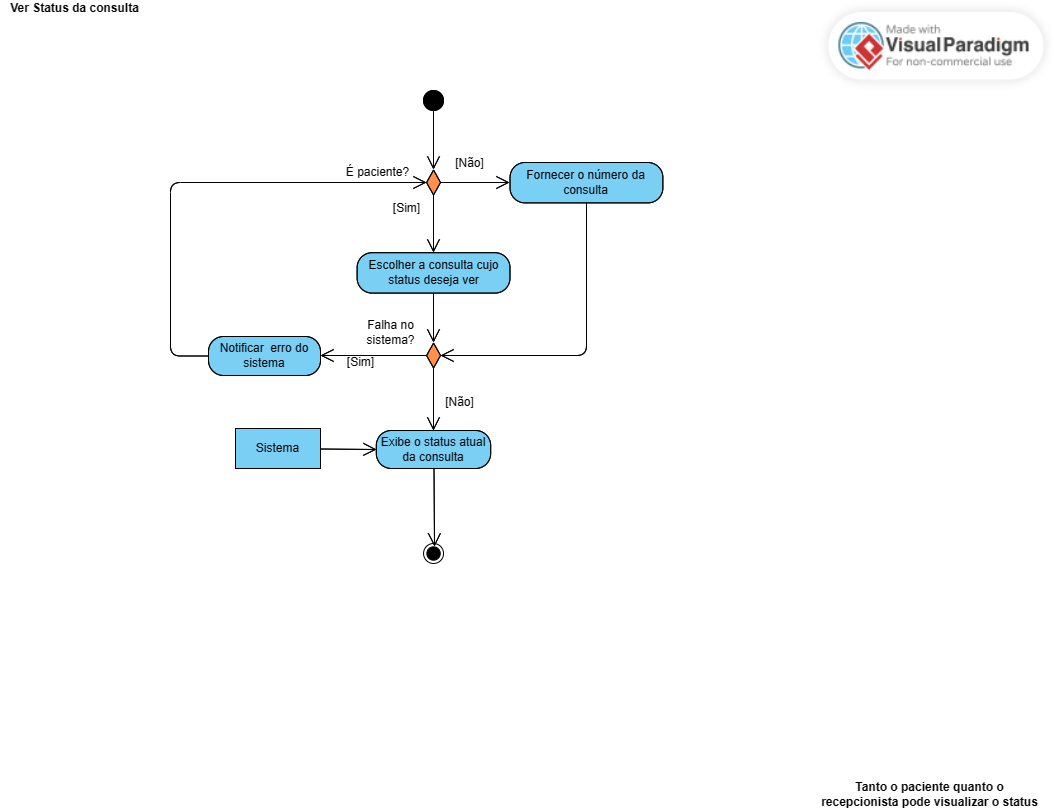 Ver Status da consulta
Made with
Visual Paradigm
For non-commercial use
É paciente?
[Não]
Fornecer o número da
consulta
[Sim]
Escolher a consulta cujo
status deseja ver
Falha no
sistema?
Notificar erro do
sistema
[Sim]
[Não]
Sistema
Exibe o status atual
da consulta
Tanto o paciente quanto o
recepcionista pode visualizar o status